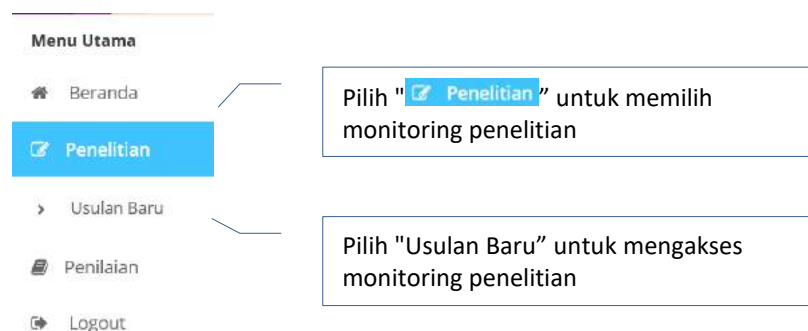 Menu Utama
Beranda
Penelitian
Usulan Baru
Penilaian
Logout
Pilih "Penelitian” untuk memilih
monitoring penelitian
Pilih "Usulan Baru” untuk mengakses
monitoring penelitian